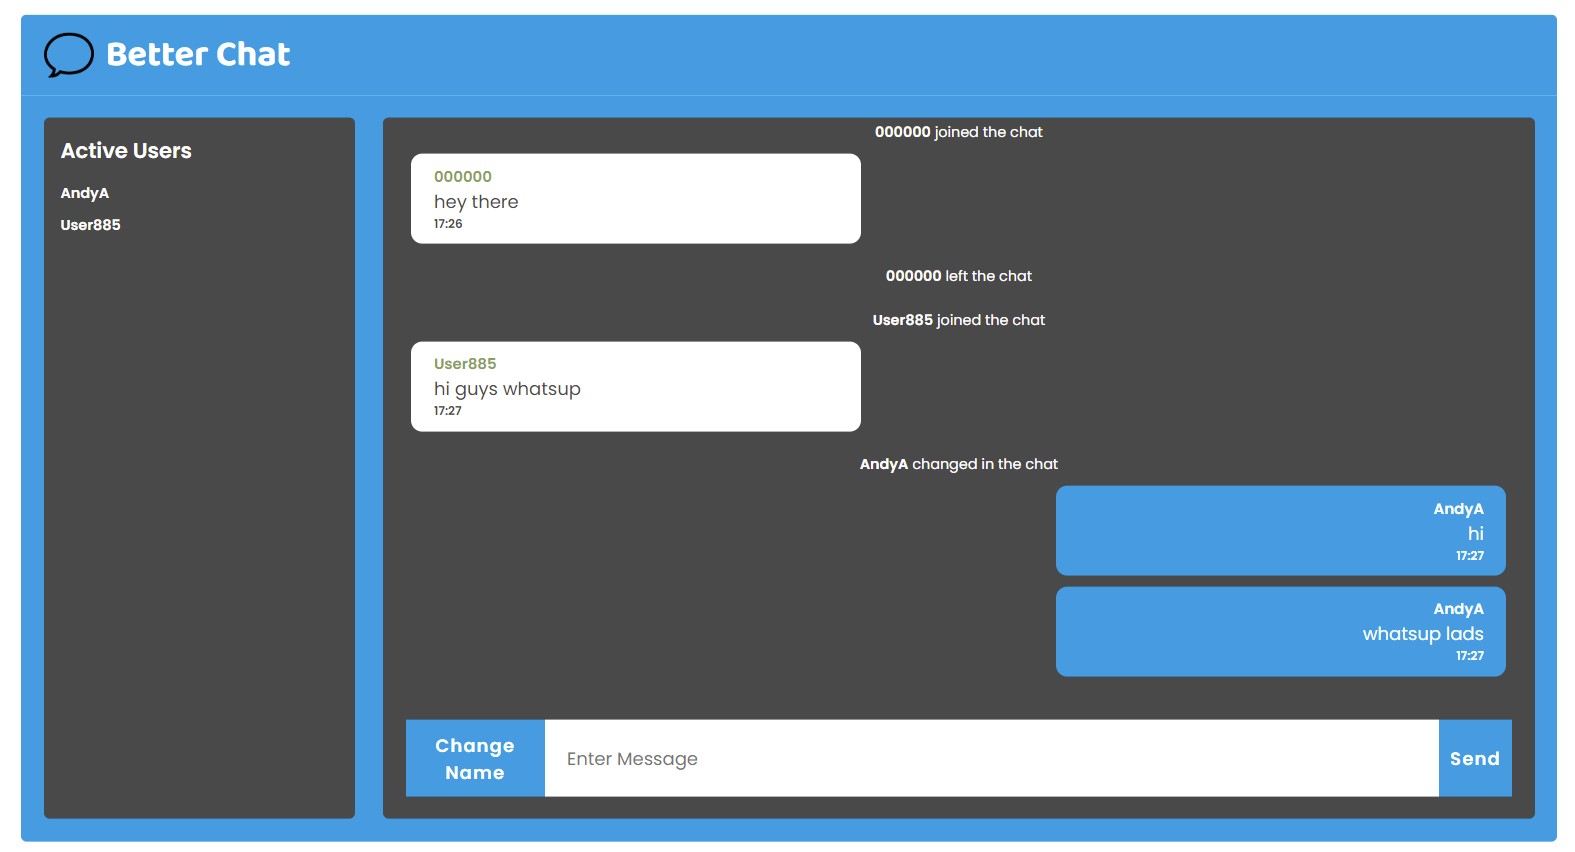 Better Chat
Active Users
AndyA
User885
000000 joined the chat
000000
hey there
17:26
000000 left the chat
User885 joined the chat
User885
hi guys whatsup
17:27
AndyA changed in the chat
AndyA
hi
17:27
AndyA
whatsup lads
17:27
Change
Name
Enter Message
Send